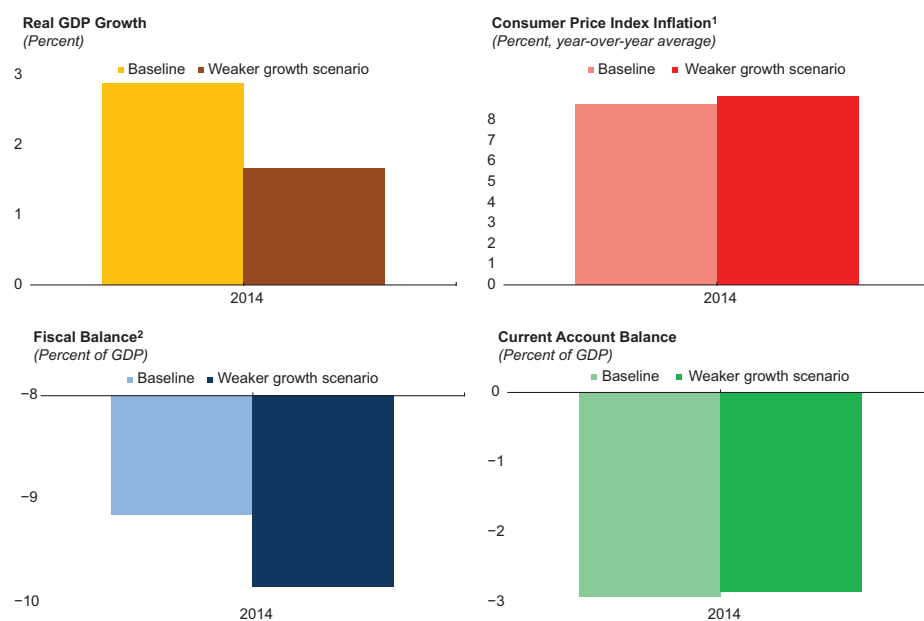 Real GDP Growth
(Percent)
Baseline Weaker growth scenario
3
2
1
0
2014
Consumer Price Index Inflation¹
(Percent, year-over-year average)
Baseline Weaker growth scenario
8
7
6
5
4
3
2
1
0
2014
Fiscal Balance²
(Percent of GDP)
Baseline Weaker growth scenario
−8
−9
−10
2014
Current Account Balance
(Percent of GDP)
Baseline Weaker growth scenario
0
−1
−2
−3
2014